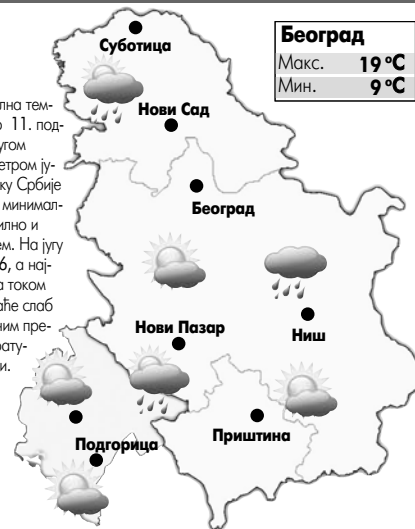 Београд
Макс. 19 °C
Мин. 9 °C
Суботица
Нови Сад
Београд
Нови Пазар
Ниш
Подгорица
Приштина
лна тем-
11. под-
угом
етром ју-
ку Србије
минимал-
илно и
ем. На југу
6, а нај-
а током
аће слаб
ним пре-
рату-
и.